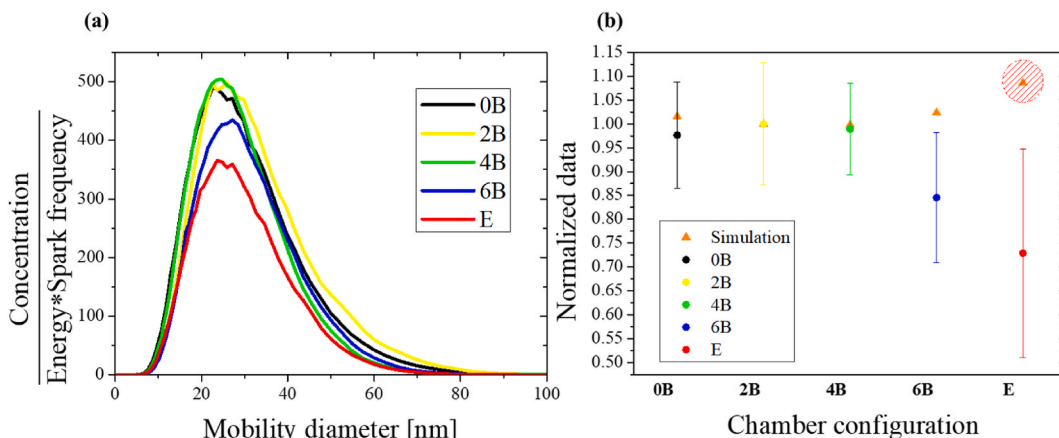 (a)
Concentration
Energy*Spark frequency
500
400
300
200
100
0
0 20 40 60 80 100
Mobility diameter [nm]
0B
2B
4B
6B
E
(b)
Normalized data
1.15
1.10
1.05
1.00
0.95
0.90
0.85
0.80
0.75
0.70
0.65
0.60
0.55
0.50
Simulation
0B
2B
4B
6B
E
0B 2B 4B 6B E
Chamber configuration